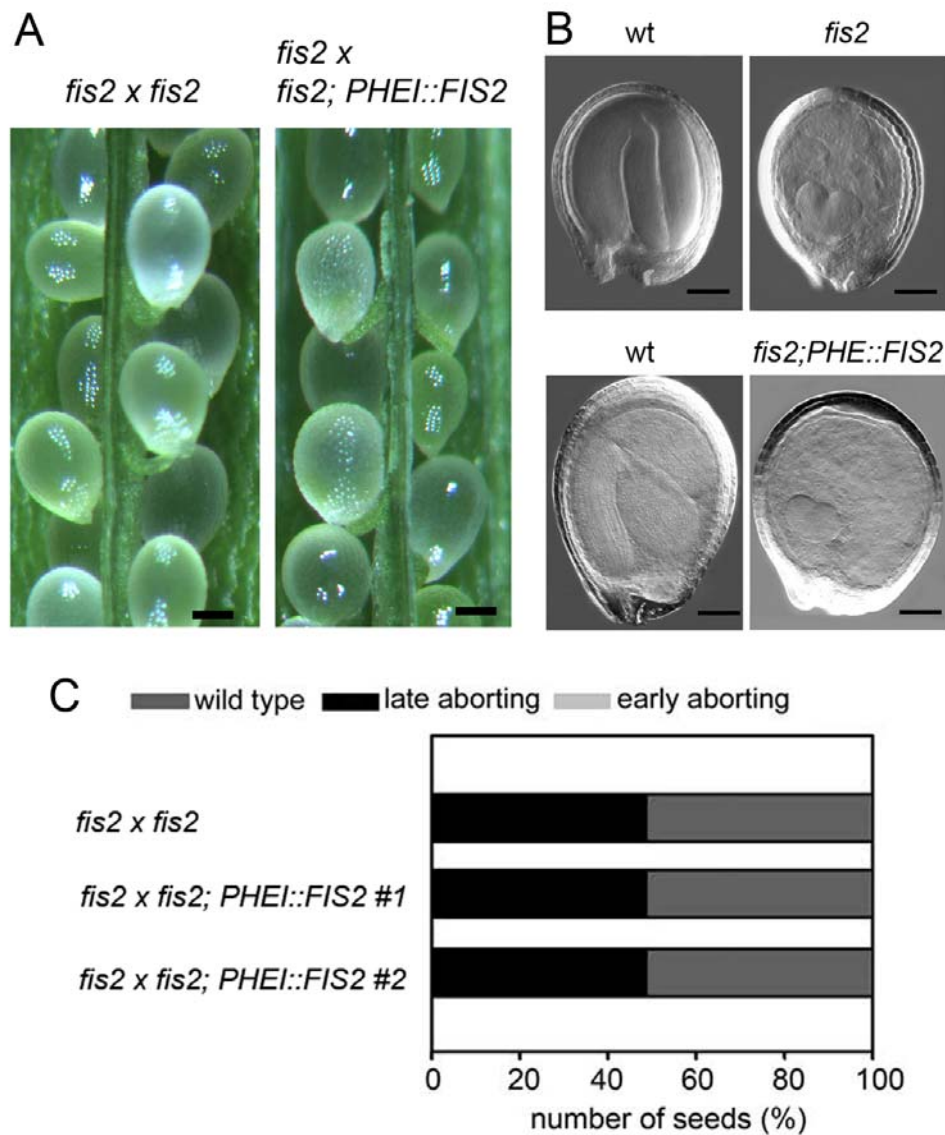 A
fis2 x fis2
fis2 x
fis2; PHEI::FIS2
B
wt
fis2
wt
fis2;PHE::FIS2
C
wild type
late aborting
early aborting
fis2 x fis2
fis2 x fis2; PHEI::FIS2 #1
fis2 x fis2; PHEI::FIS2 #2
0
20
40
60
80
100
number of seeds (%)